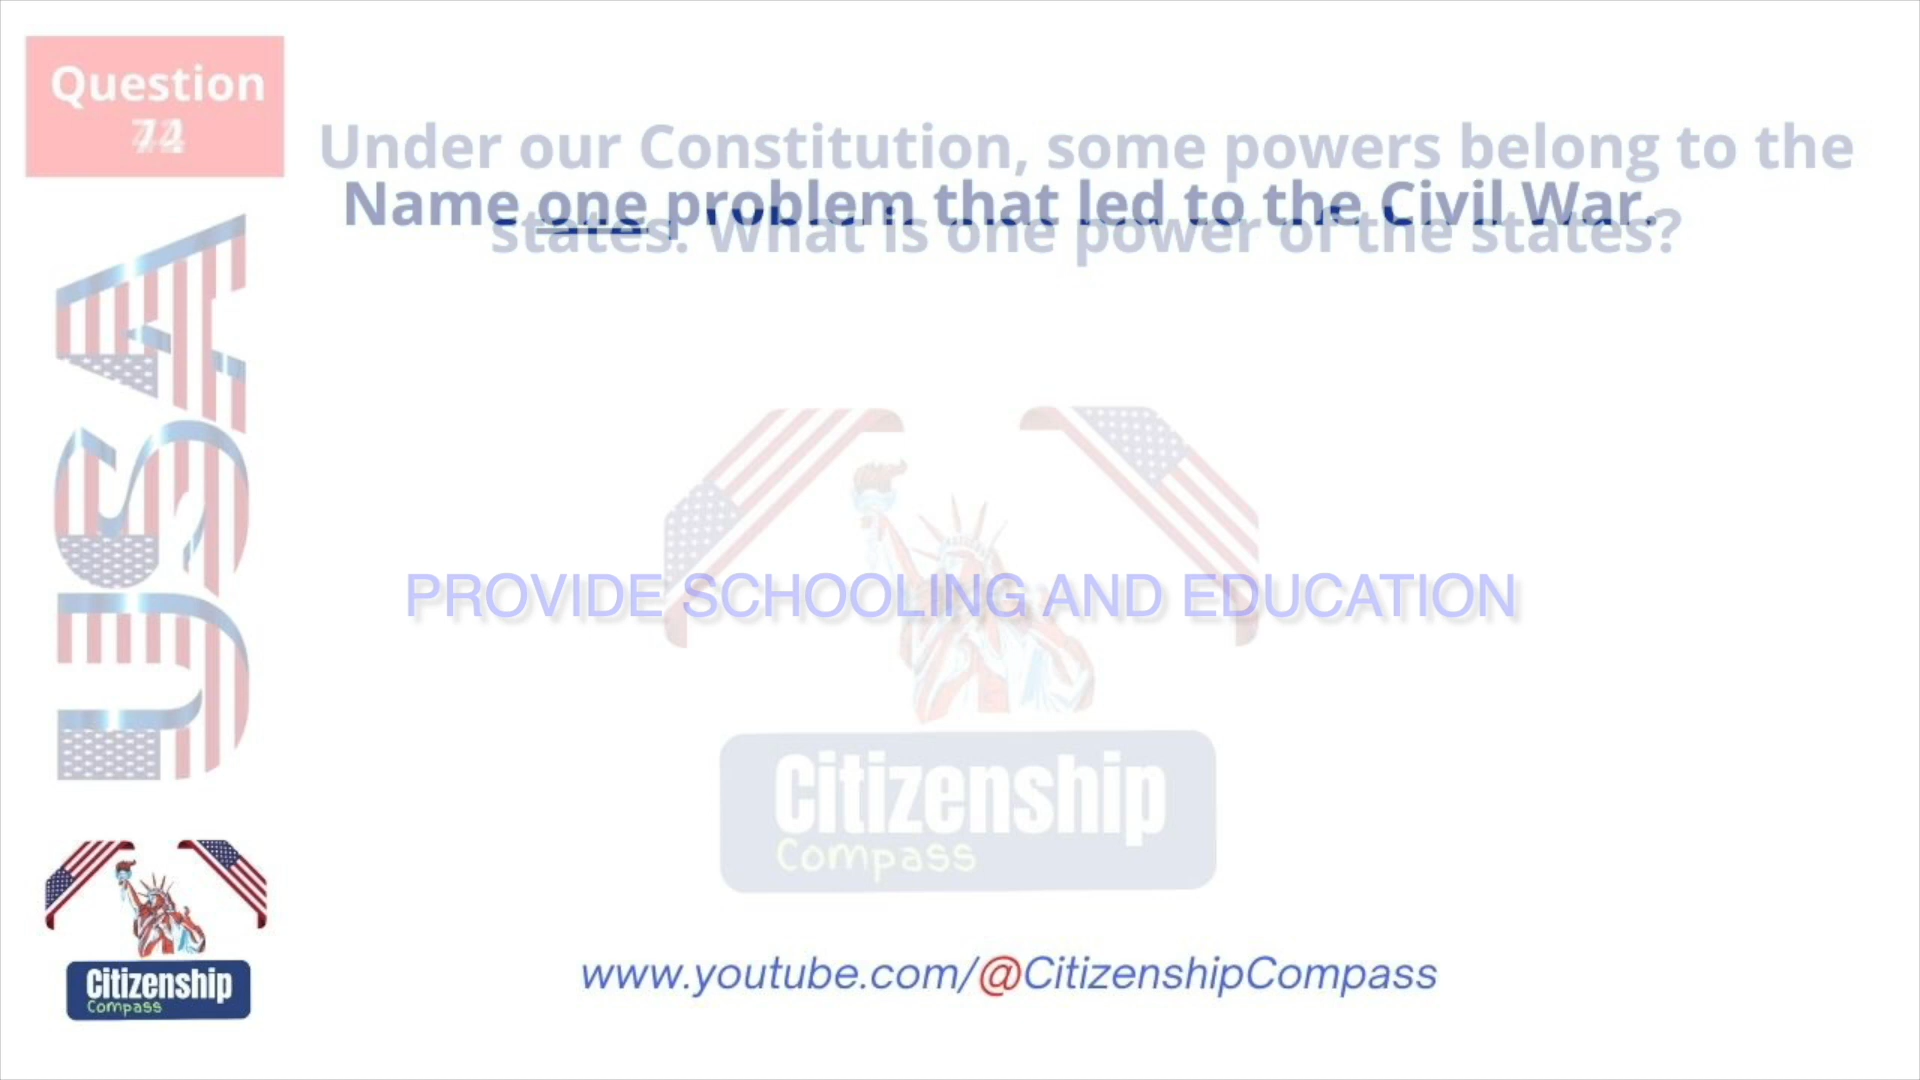 Question
Under our Constitution, some powers belong to the
Name one problem that led to the Civil War.
states. What is one power of the states?
PROVIDE SCHOOLING AND EDUCATION
USA
Citizenship
Compass
Citizenship
Compass
www.youtube.com/@CitizenshipCompass